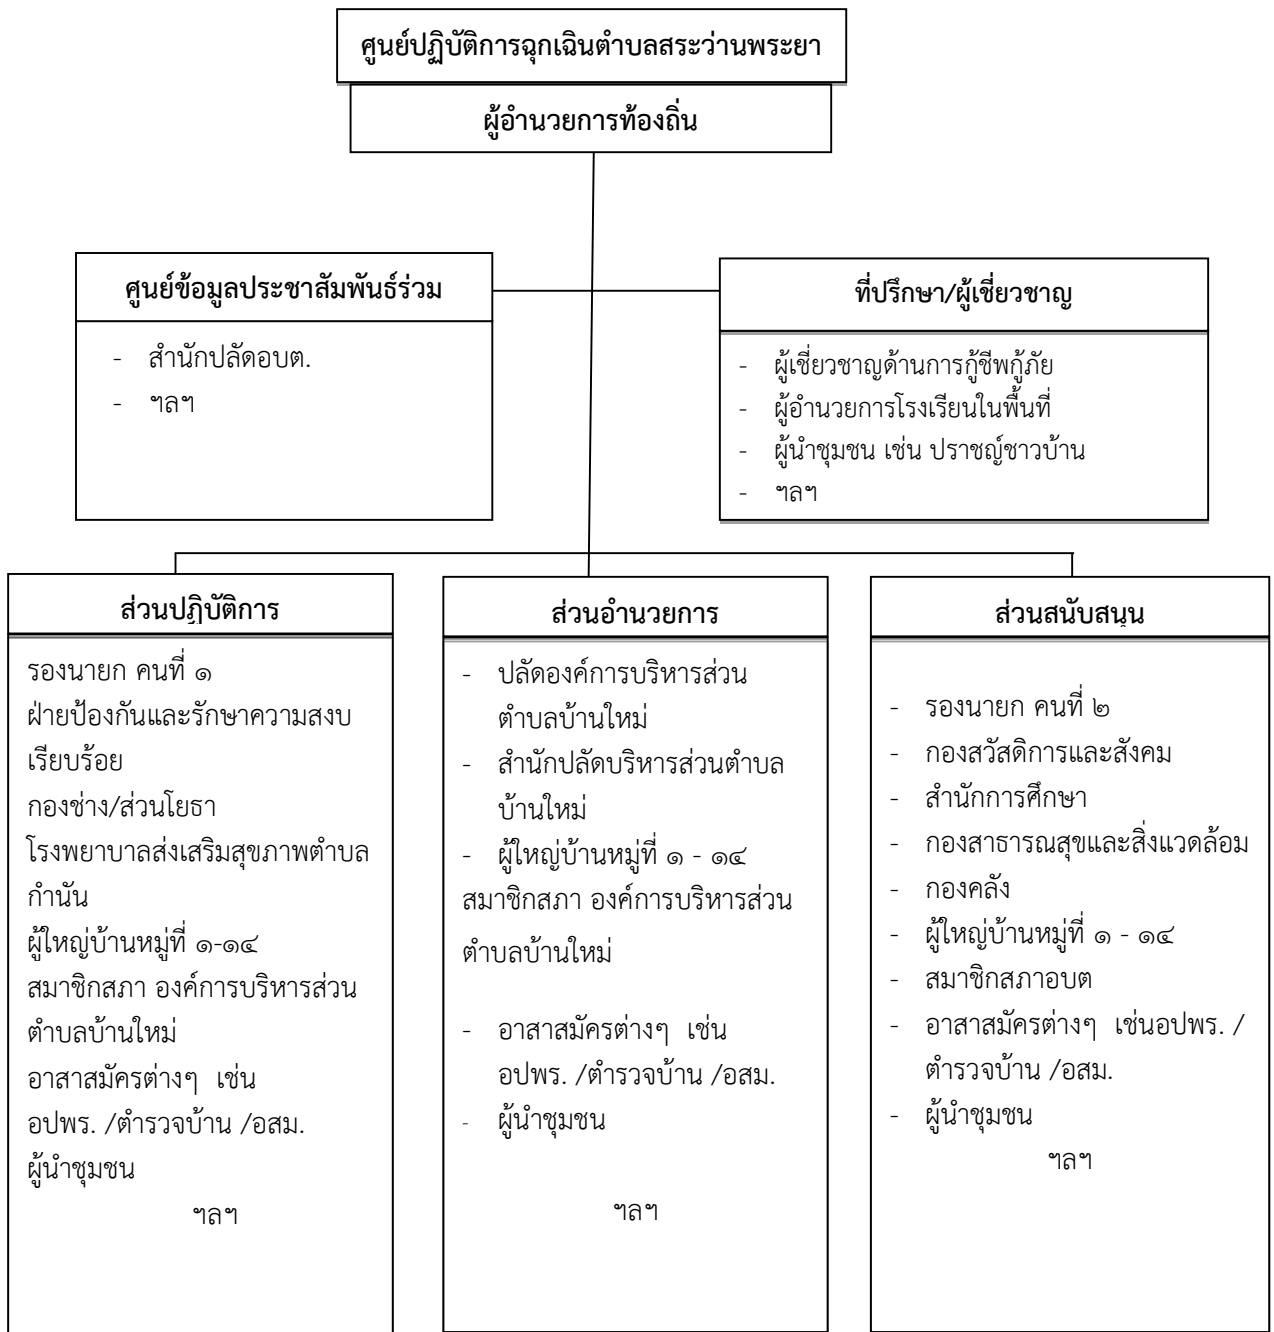 ศูนย์ปฏิบัติการฉุกเฉินตำบลสระว่านพระยา
ผู้อำนวยการท้องถิ่น
ศูนย์ข้อมูลประชาสัมพันธ์ร่วม
- สำนักปลัดอบต.
- ฯลฯ
ที่ปรึกษา/ผู้เชี่ยวชาญ
- ผู้เชี่ยวชาญด้านการกู้ชีพกู้ภัย
- ผู้อำนวยการโรงเรียนในพื้นที่
- ผู้นำชุมชน เช่น ปราชญ์ชาวบ้าน
- ฯลฯ
ส่วนปฏิบัติการ
รองนายก คนที่ ๑
ฝ่ายป้องกันและรักษาความสงบ
เรียบร้อย
กองช่าง/ส่วนโยธา
โรงพยาบาลส่งเสริมสุขภาพตำบล
กำนัน
ผู้ใหญ่บ้านหมู่ที่ ๑-๑๔
สมาชิกสภา องค์การบริหารส่วน
ตำบลบ้านใหม่
อาสาสมัครต่างๆ เช่น
อปพร. /ตำรวจบ้าน /อสม.
ผู้นำชุมชน
ฯลฯ
ส่วนอำนวยการ
- ปลัดองค์การบริหารส่วน
ตำบลบ้านใหม่
- สำนักปลัดบริหารส่วนตำบล
บ้านใหม่
- ผู้ใหญ่บ้านหมู่ที่ ๑ - ๑๔
สมาชิกสภา องค์การบริหารส่วน
ตำบลบ้านใหม่
- อาสาสมัครต่างๆ เช่น
อปพร. /ตำรวจบ้าน /อสม.
- ผู้นำชุมชน
ฯลฯ
ส่วนสนับสนุน
- รองนายก คนที่ ๒
- กองสวัสดิการและสังคม
- สำนักการศึกษา
- กองสาธารณสุขและสิ่งแวดล้อม
- กองคลัง
- ผู้ใหญ่บ้านหมู่ที่ ๑ - ๑๔
- สมาชิกสภาอบต
- อาสาสมัครต่างๆ เช่นอปพร. /
ตำรวจบ้าน /อสม.
- ผู้นำชุมชน
ฯลฯ